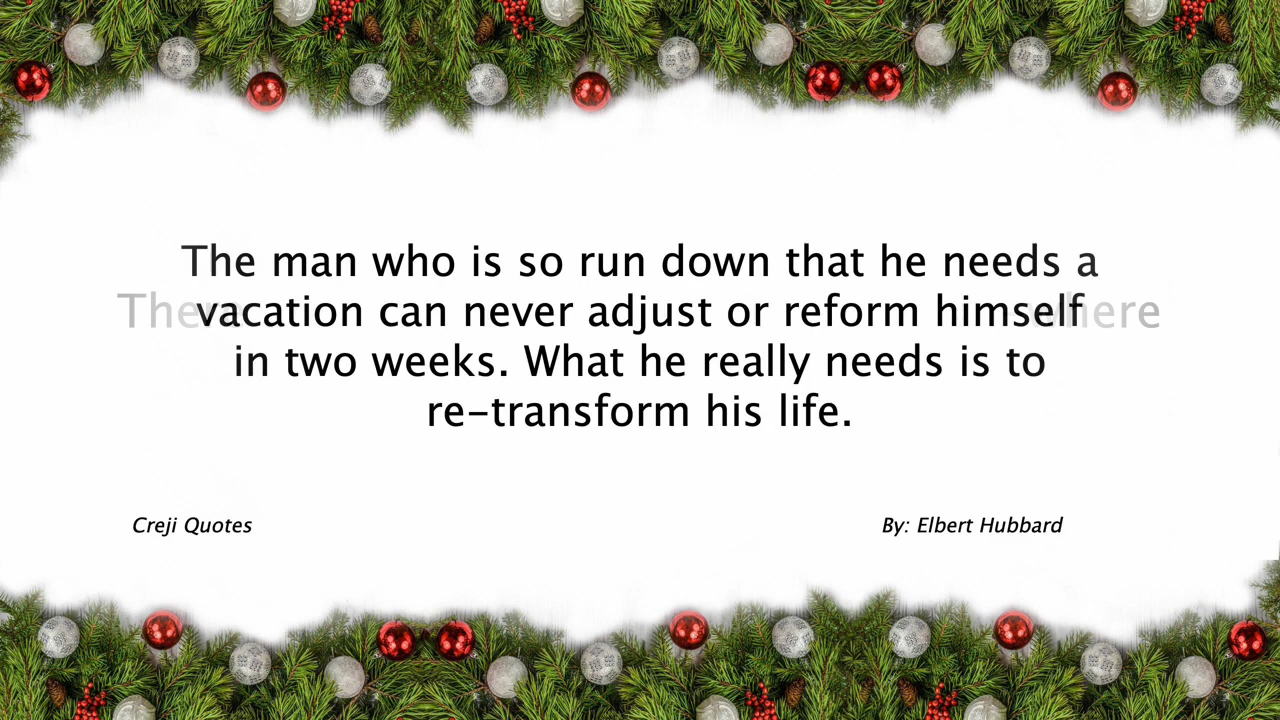 The man who is so run down that he needs a
vacation can never adjust or reform himself
in two weeks. What he really needs is to
re-transform his life.
Creji Quotes
By: Elbert Hubbard